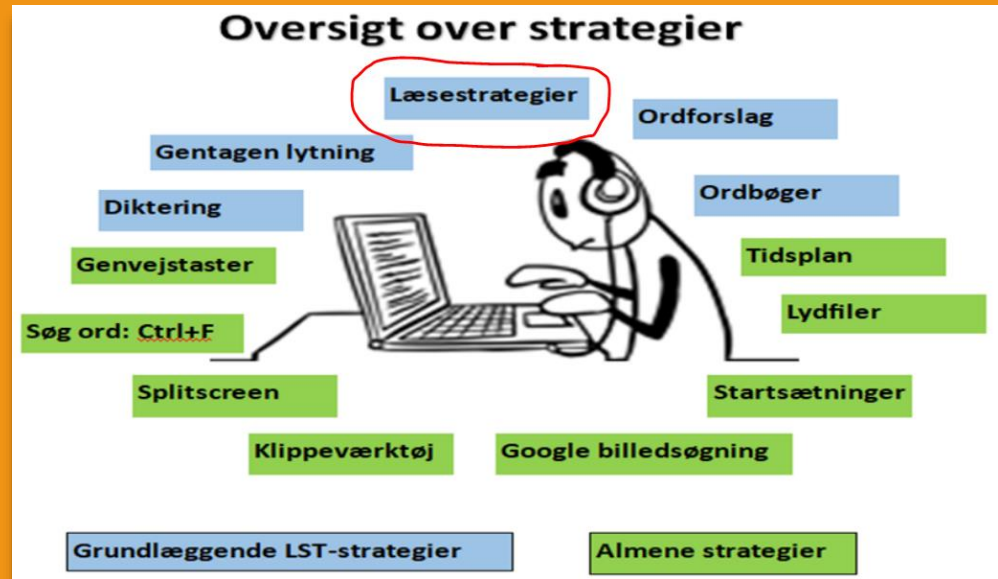 Oversigt over strategier
Læsestrategier
Ordforslag
Gentagen lytning
Ordbøger
Diktering
Tidsplan
Genvejstaster
Lydfiler
Søg ord: Ctrl+F
Splitscreen
Startsætninger
Klippeværktøj
Google billedsøgning
Grundlæggende LST-strategier
Almene strategier